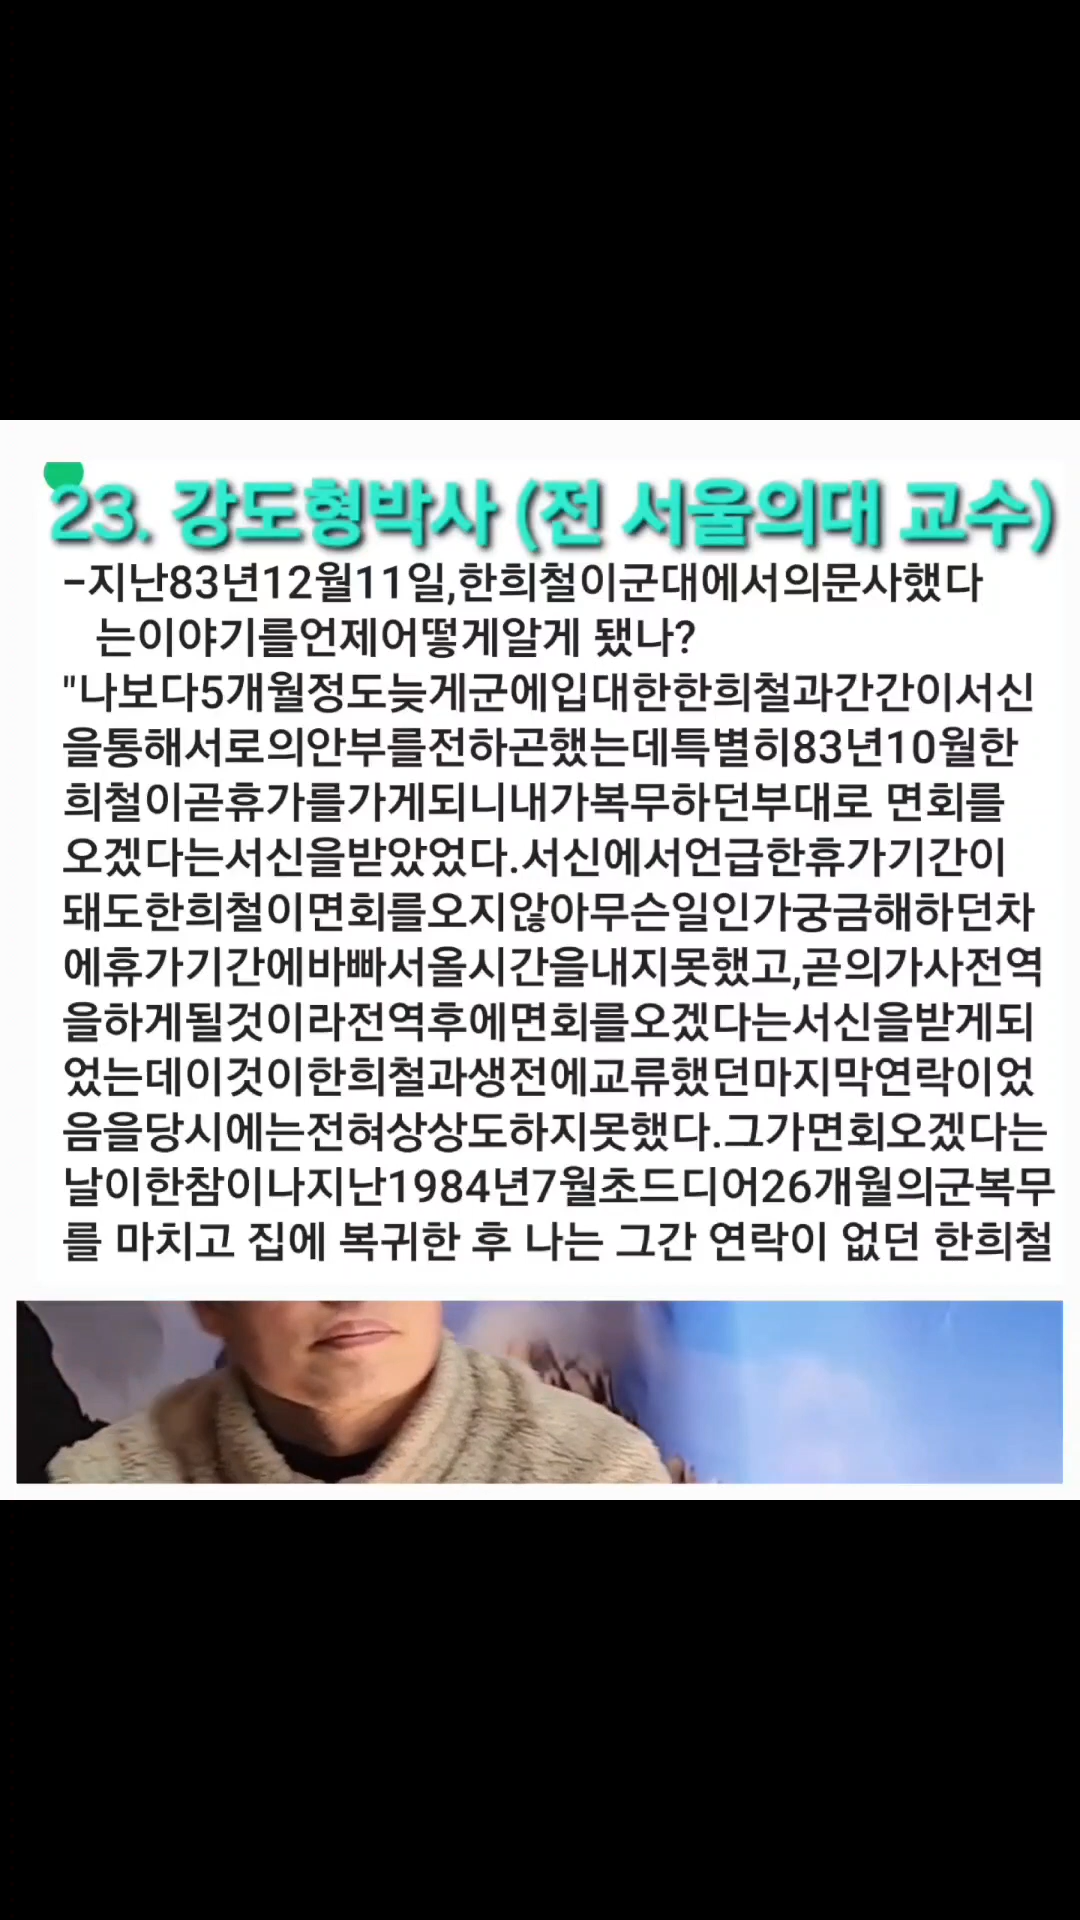 23. 강도형박사 (전 서울의대 교수)
-지난83년12월11일,한희철이군대에서의문사했다
는이야기를언제어떻게알게 됐나?
"나보다5개월정도늦게군에입대한한희철과간간이서신
을통해서로의안부를전하곤했는데특별히83년10월한
희철이곧휴가를가게되니내가복무하던부대로 면회를
오겠다는서신을받았었다.서신에서언급한휴가기간이
돼도한희철이면회를오지않아무슨일인가궁금해하던차
에휴가기간에바빠서올시간을내지못했고,곧의가사전역
을하게될것이라전역후에면회를오겠다는서신을받게되
었는데이것이한희철과생전에교류했던마지막연락이었
음을당시에는전혀상상도하지못했다.그가면회오겠다는
날이한참이나지난1984년7월초드디어26개월의군복무
를 마치고 집에 복귀한 후 나는 그간 연락이 없던 한희철